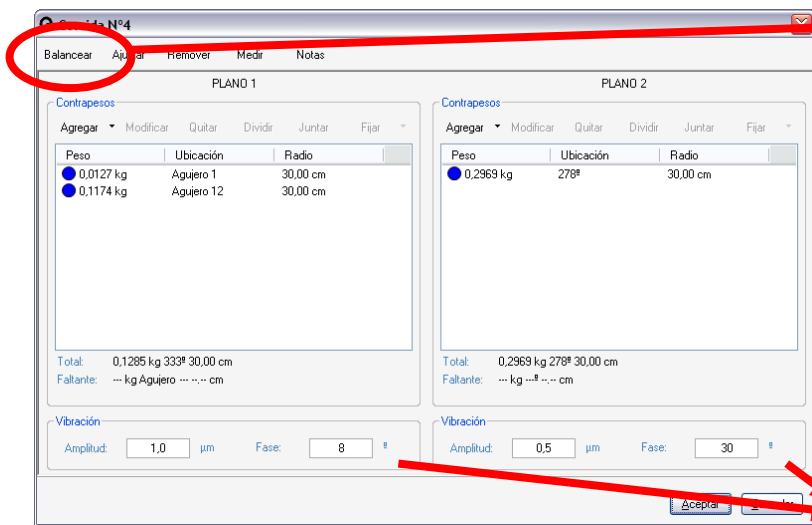 Corrida N°4
Balancear Ajustar Remover Medir Notas
PLANO 1
Contrapesos
Agregar Modificar Quitar Dividir Juntar Fijar
Peso Ubicación Radio
0,0127 kg Agujero 1 30,00 cm
0,1174 kg Agujero 12 30,00 cm
Total: 0,1285 kg 333º 30,00 cm
Faltante: --- kg Agujero --- --,-- cm
Vibración
Amplitud: 1,0 µm Fase: 8 º
PLANO 2
Contrapesos
Agregar Modificar Quitar Dividir Juntar Fijar
Peso Ubicación Radio
0,2969 kg 278º 30,00 cm
Total: 0,2969 kg 278º 30,00 cm
Faltante: --- kg ---º --,-- cm
Vibración
Amplitud: 0,5 µm Fase: 30 º
Aceptar Cancelar